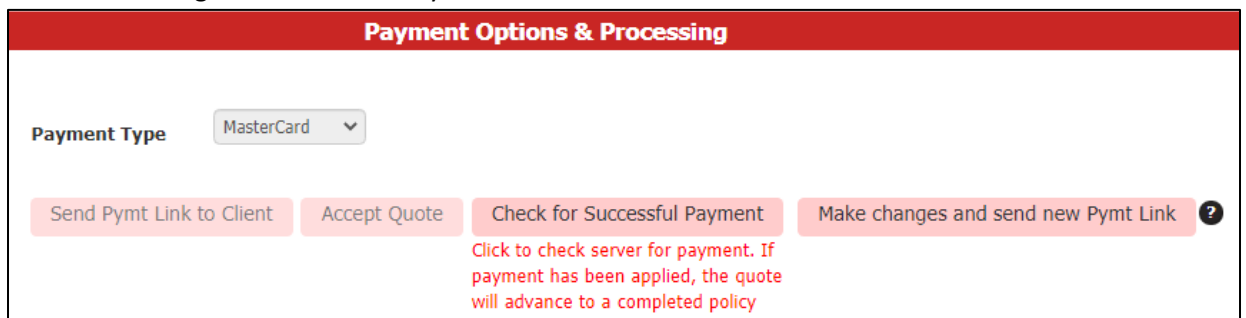 Payment Options & Processing
Payment Type
MasterCard
Send Pymt Link to Client
Accept Quote
Check for Successful Payment
Make changes and send new Pymt Link
?
Click to check server for payment. If
payment has been applied, the quote
will advance to a completed policy